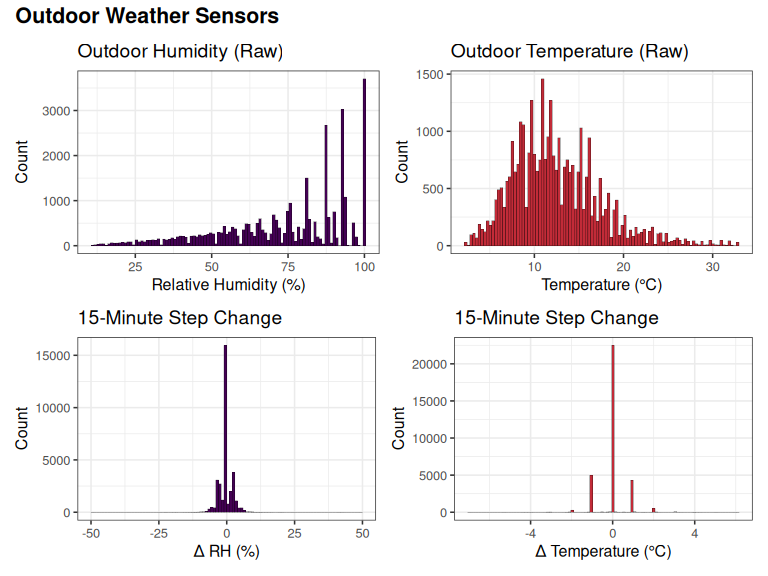 Outdoor Weather Sensors
Outdoor Humidity (Raw)
Count
3000
2000
1000
0
25
50
75
100
Relative Humidity (%)
Outdoor Temperature (Raw)
Count
1500
1000
500
0
10
20
30
Temperature (°C)
15-Minute Step Change
Count
15000
10000
5000
0
-50
-25
0
25
50
Δ RH (%)
15-Minute Step Change
Count
20000
15000
10000
5000
0
-4
0
4
Δ Temperature (°C)